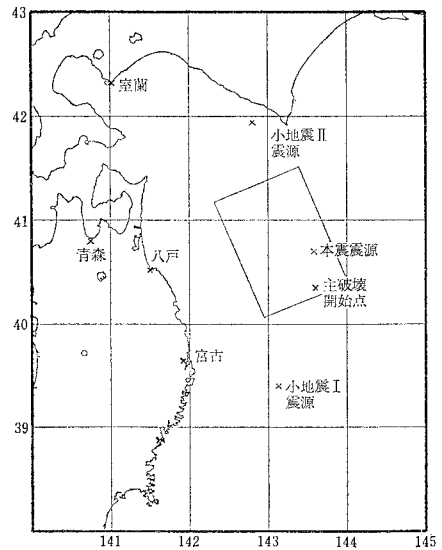 43
42
41
40
39
141
142
143
144
145
室蘭
小地震Ⅱ
震源
青森
八戸
本震震源
主破壊
開始点
宮古
小地震Ⅰ
震源